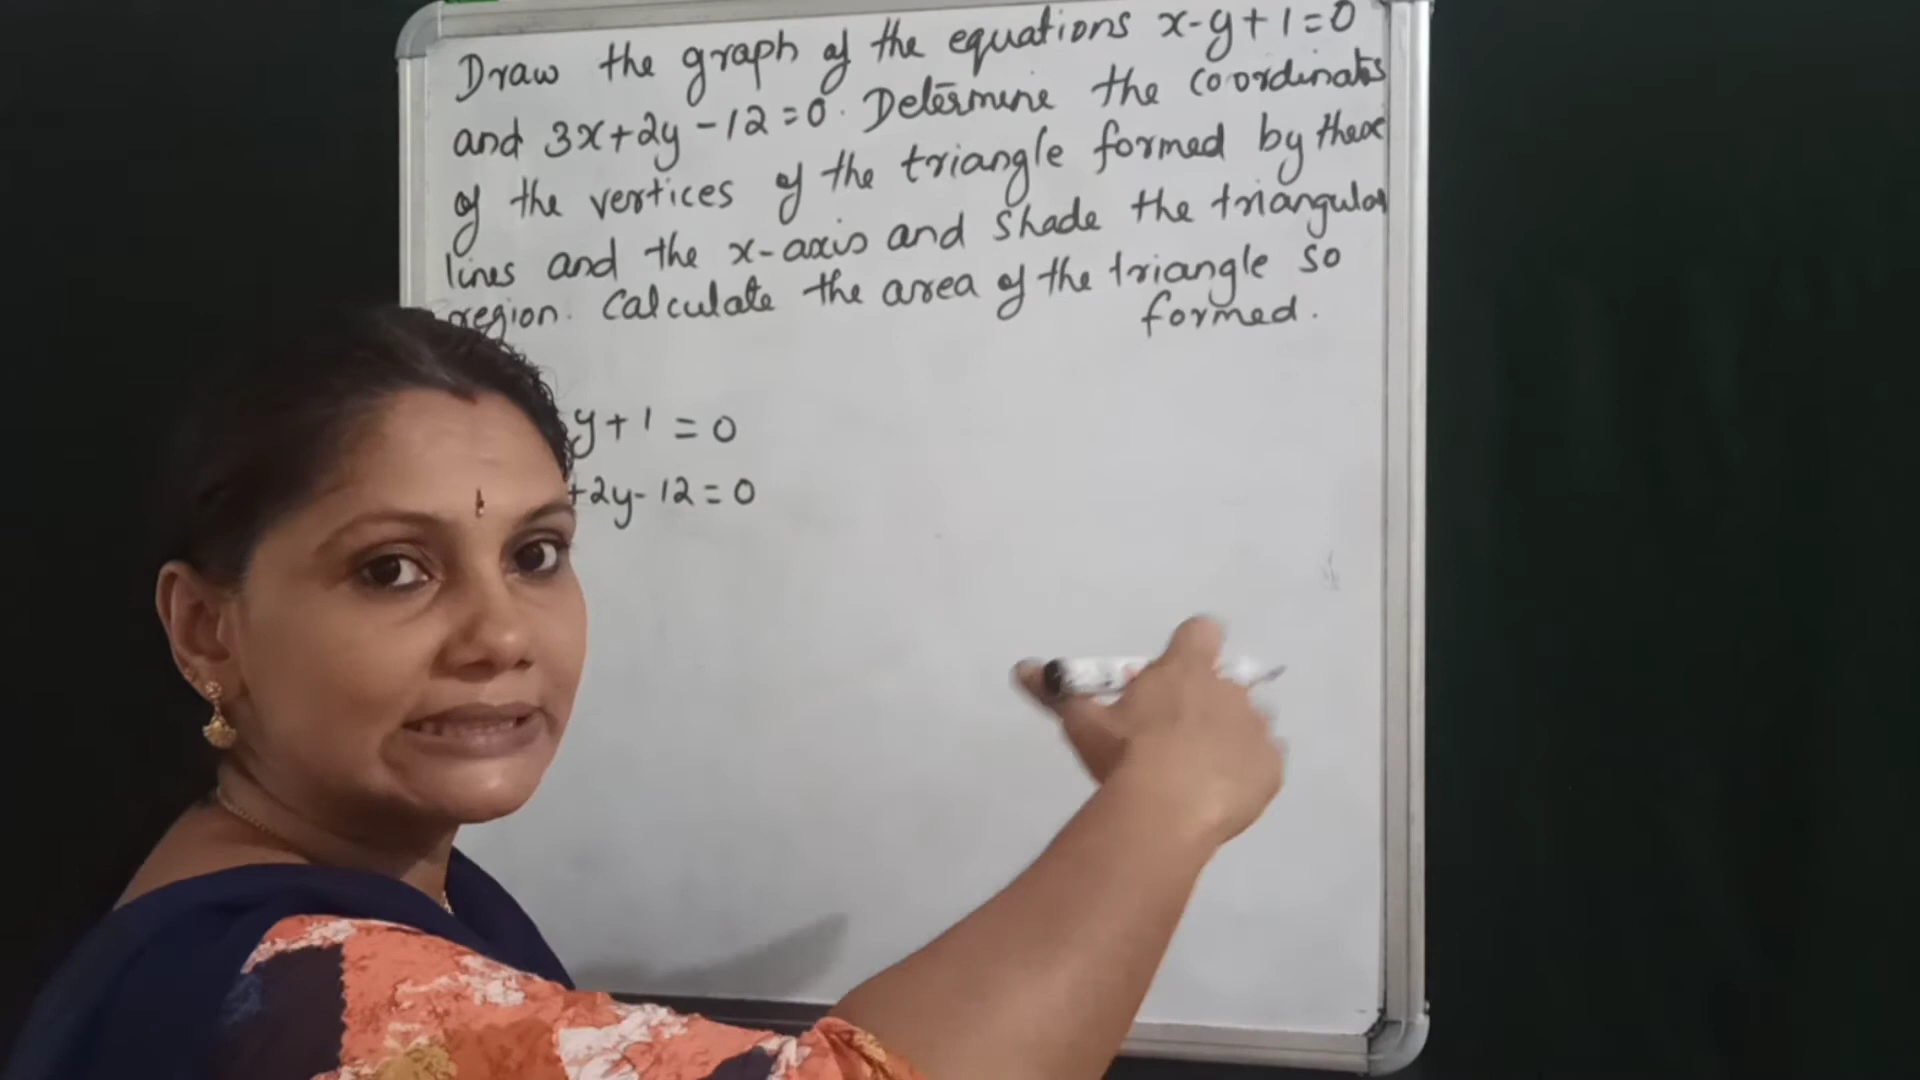 Draw the graph of the equations x-y+1=0
and 3x+2y-12=0. Determine the coordinates
of the vertices of the triangle formed by these
lines and the x-axis and shade the triangular
region. Calculate the area of the triangle so
formed.
y+1=0
+2y-12=0